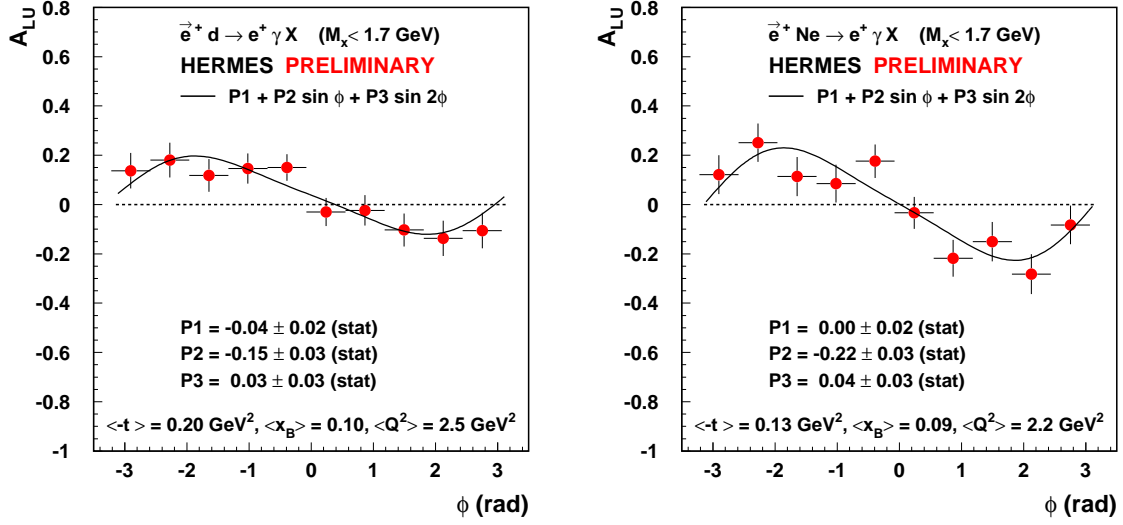 A_LU
e⃗⁺ d → e⁺ γ X (Mₓ< 1.7 GeV)
HERMES PRELIMINARY
P1 + P2 sin ϕ + P3 sin 2ϕ
0.8
0.6
0.4
0.2
0
-0.2
-0.4
-0.6
-0.8
-1
P1 = -0.04 ± 0.02 (stat)
P2 = -0.15 ± 0.03 (stat)
P3 = 0.03 ± 0.03 (stat)
<-t > = 0.20 GeV², <x_B> = 0.10, <Q²> = 2.5 GeV²
-3 -2 -1 0 1 2 3
ϕ (rad)
A_LU
e⃗⁺ Ne → e⁺ γ X (Mₓ< 1.7 GeV)
HERMES PRELIMINARY
P1 + P2 sin ϕ + P3 sin 2ϕ
0.8
0.6
0.4
0.2
0
-0.2
-0.4
-0.6
-0.8
-1
P1 = 0.00 ± 0.02 (stat)
P2 = -0.22 ± 0.03 (stat)
P3 = 0.04 ± 0.03 (stat)
<-t > = 0.13 GeV², <x_B> = 0.09, <Q²> = 2.2 GeV²
-3 -2 -1 0 1 2 3
ϕ (rad)